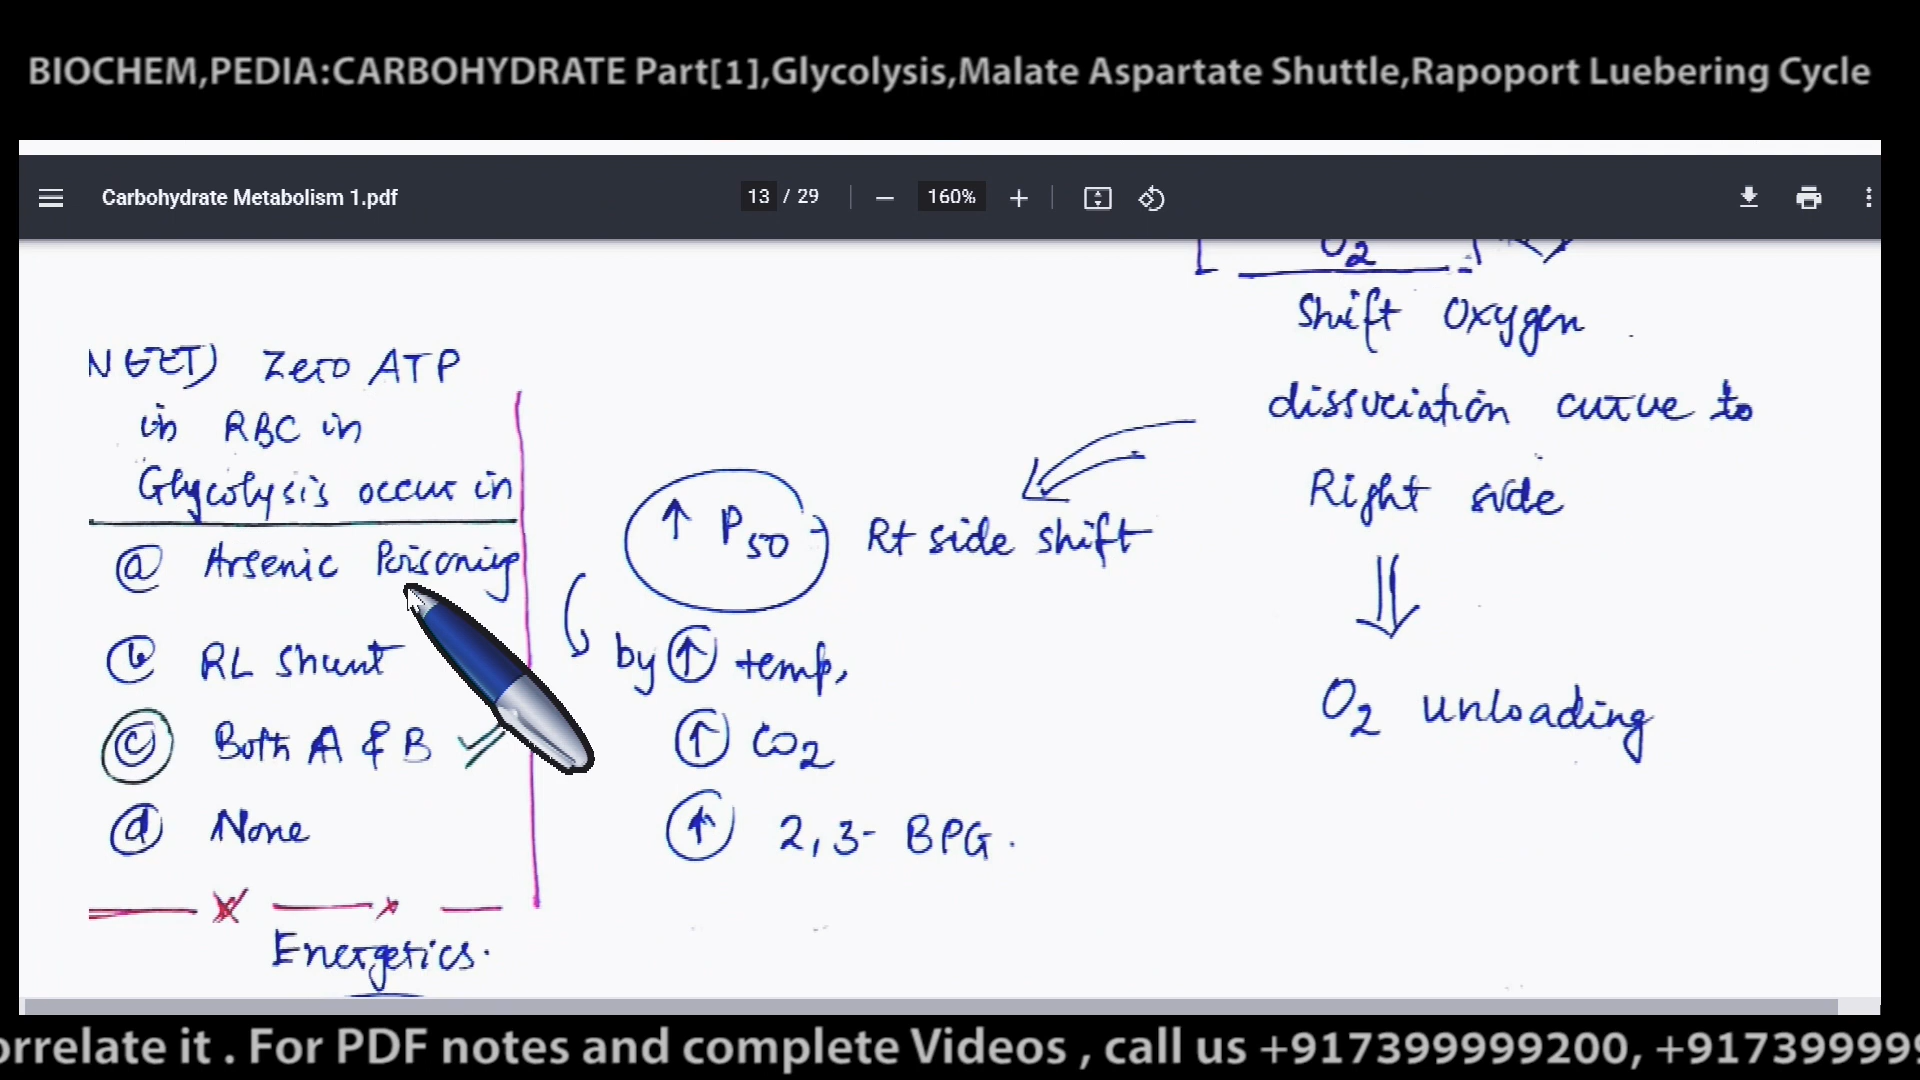 BIOCHEM,PEDIA:CARBOHYDRATE Part[1],Glycolysis,Malate Aspartate Shuttle,Rapoport Luebering Cycle
Carbohydrate Metabolism 1.pdf
13 / 29
160%
O2
Shift Oxygen
dissociation curve to
Right side
O2 unloading
NEET) Zero ATP
in RBC in
Glycolysis occur in
(a) Arsenic Poisoning
(b) RL Shunt
(c) Both A & B ✓
(d) None
Energetics.
↑ P50 Rt side shift
by ↑ temp,
↑ CO2
↑ 2,3- BPG.
orrelate it . For PDF notes and complete Videos , call us +917399999200, +91739999